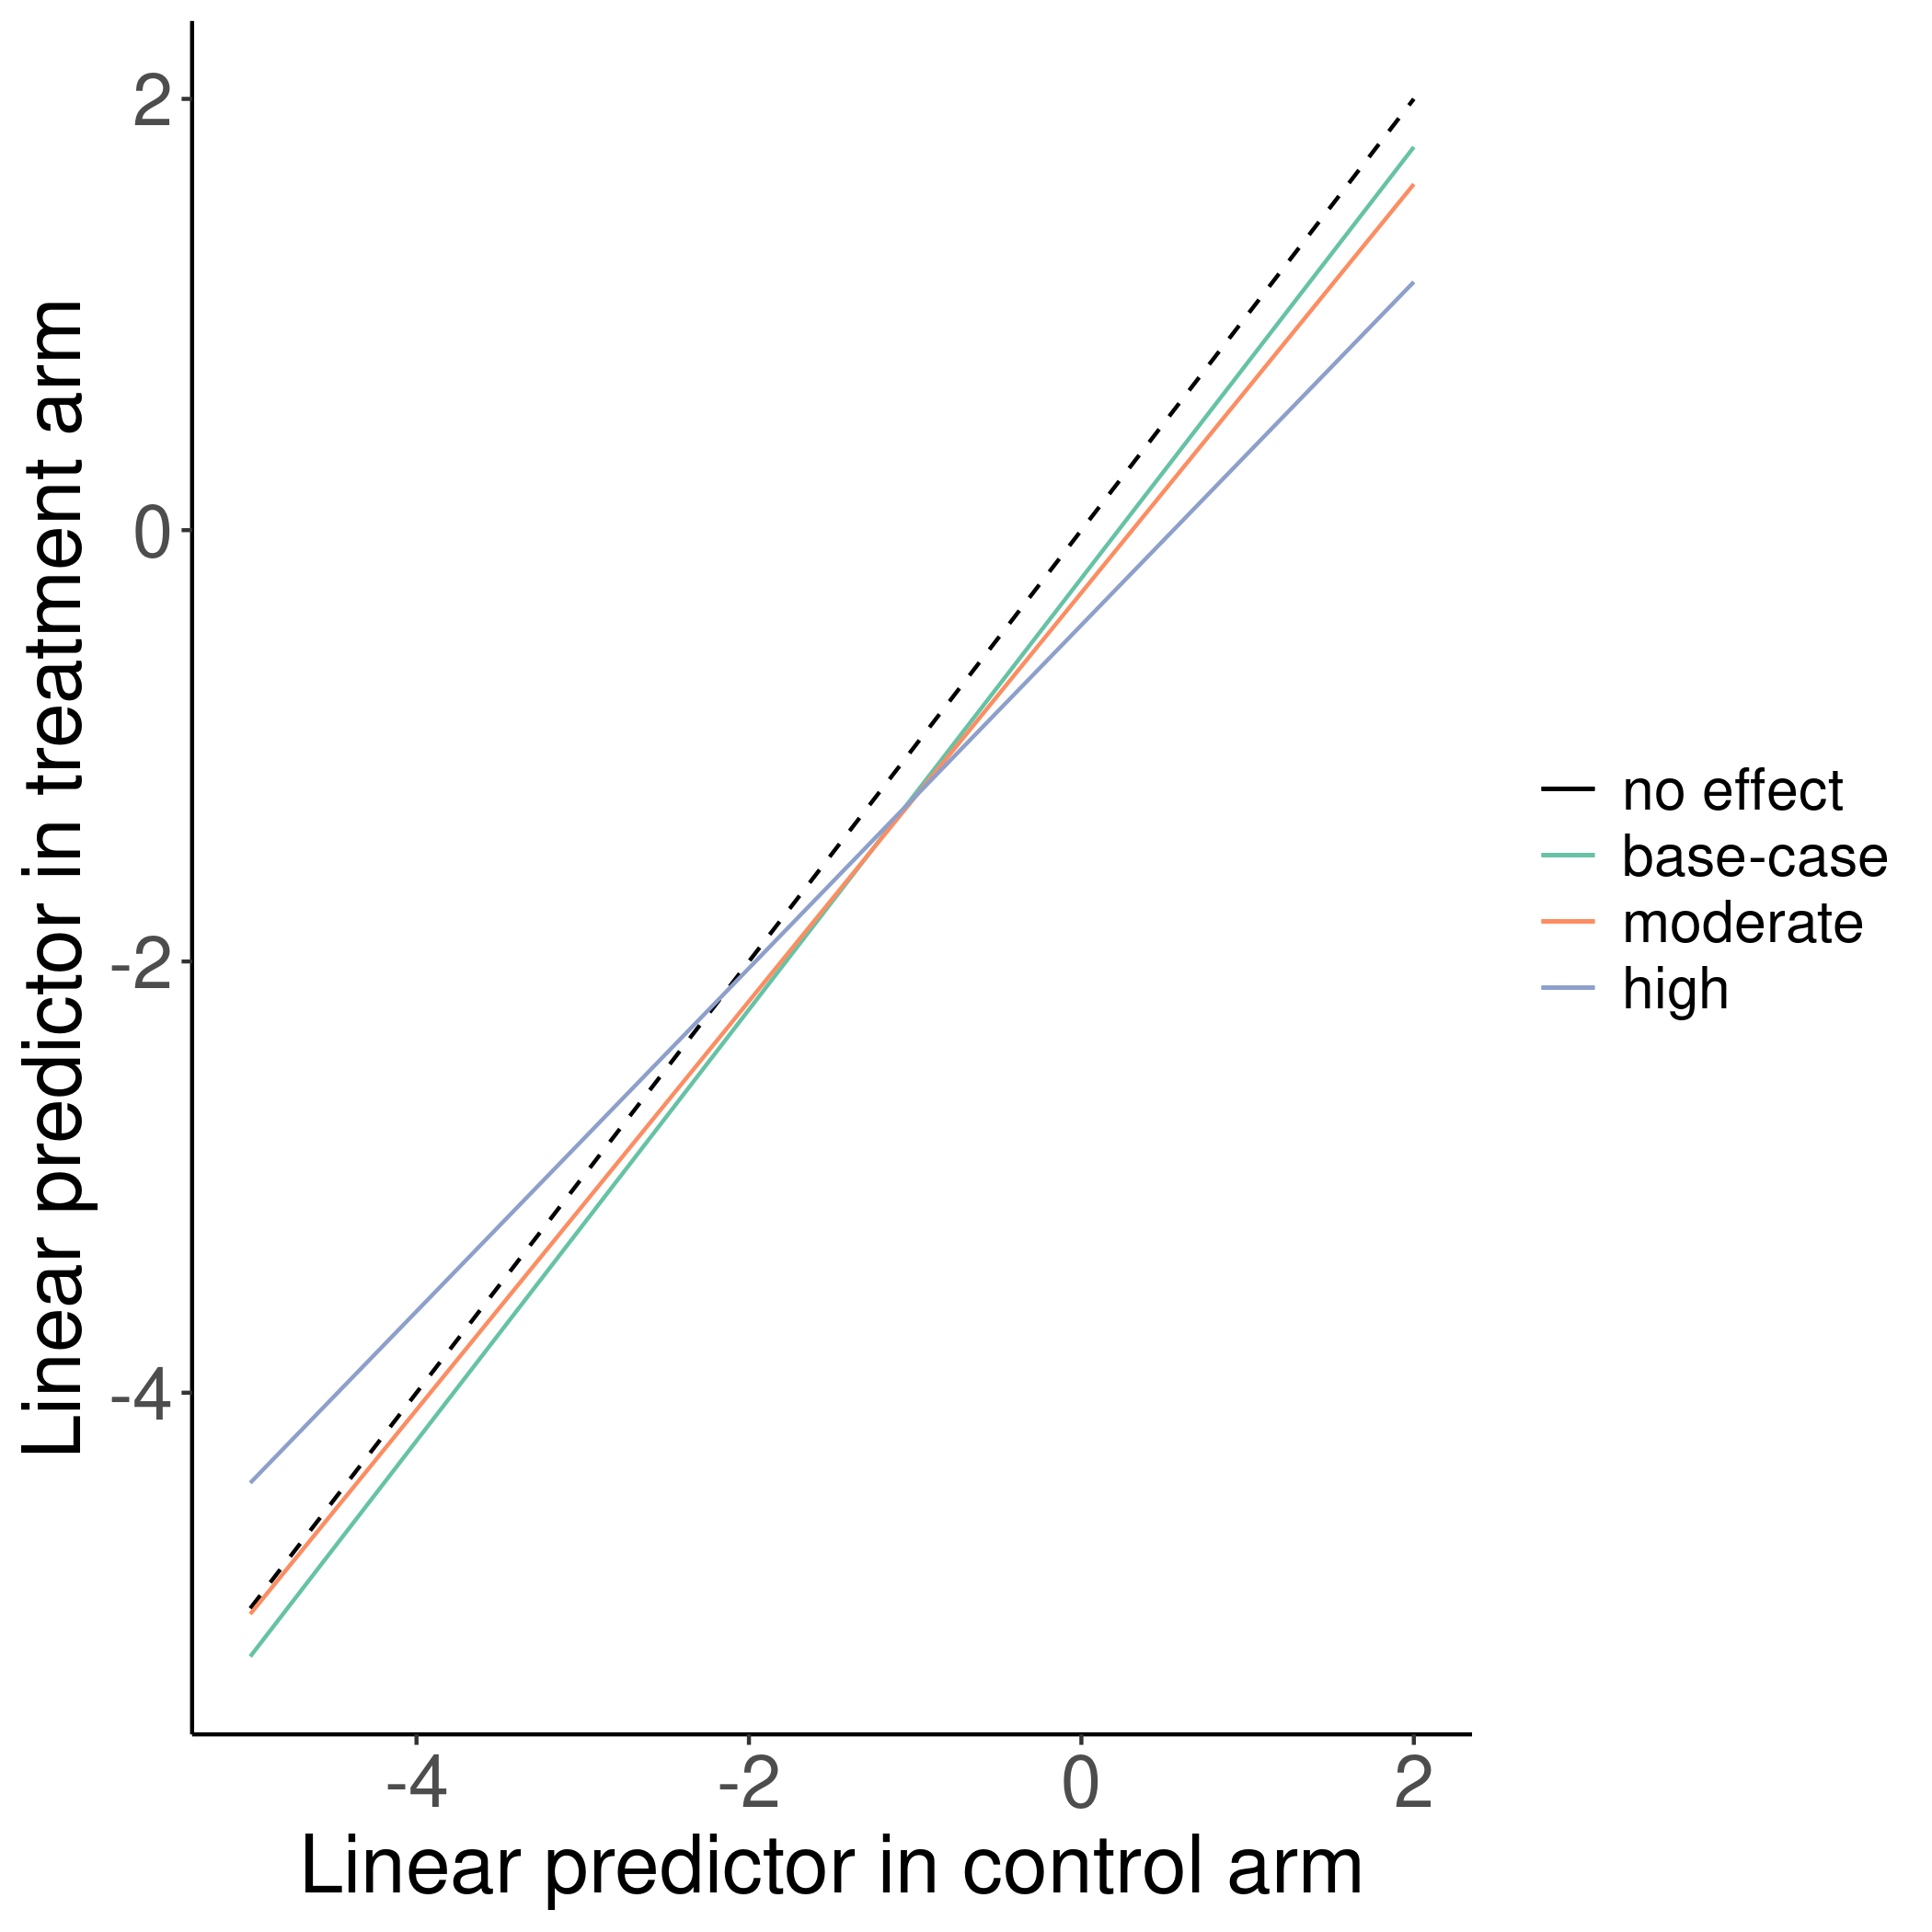 Linear predictor in treatment arm
2
0
-2
-4
-4
-2
0
2
Linear predictor in control arm
no effect
base-case
moderate
high